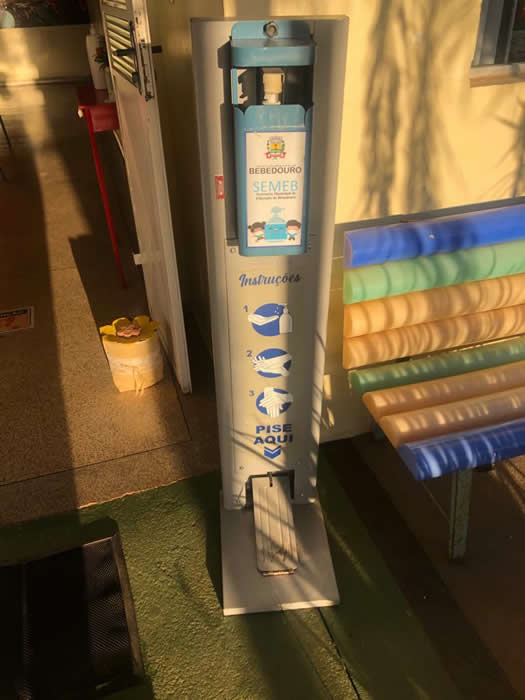 BEBEDOURO
SEMEB
Instruções
1
2
3
PISE
AQUI